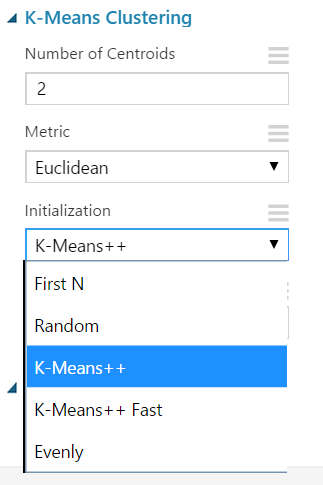 K-Means Clustering
Number of Centroids
2
Metric
Euclidean
Initialization
K-Means++
First N
Random
K-Means++
K-Means++ Fast
Evenly